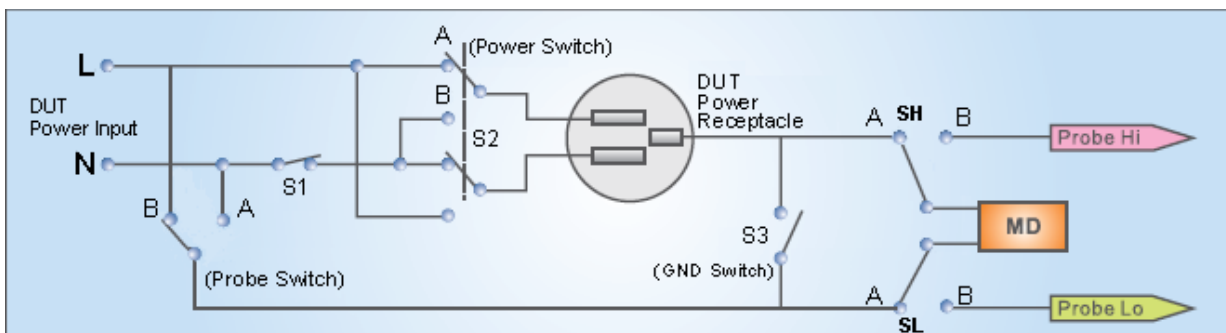 L
DUT
Power Input
N
B
A
(Probe Switch)
S1
A
(Power Switch)
B
S2
DUT
Power
Receptacle
S3
(GND Switch)
A
SH
B
Probe Hi
MD
A
SL
B
Probe Lo